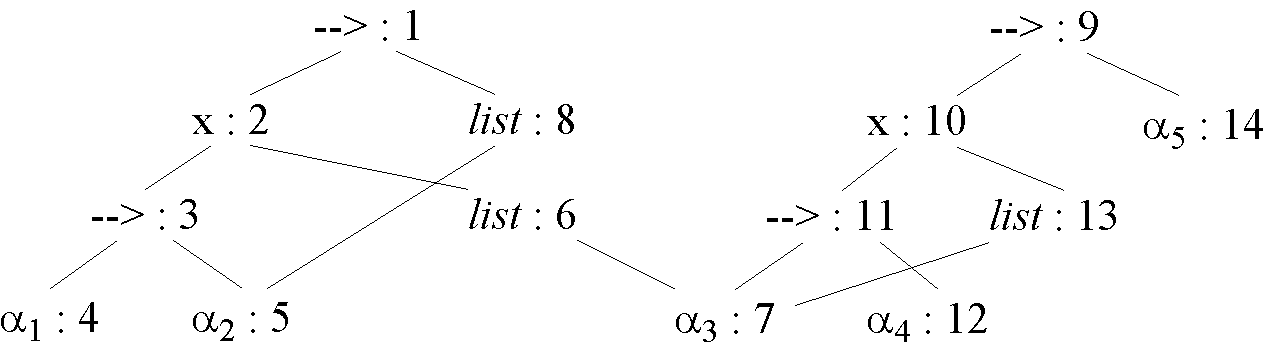 --> : 1 --> : 9
x : 2 list : 8 x : 10 α5 : 14
--> : 3 list : 6 --> : 11 list : 13
α1 : 4 α2 : 5 α3 : 7 α4 : 12